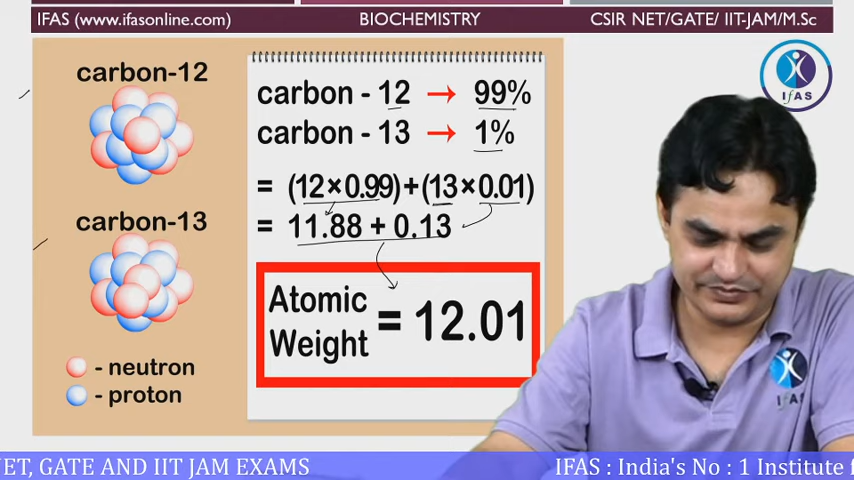 IFAS (www.ifasonline.com)
BIOCHEMISTRY
CSIR NET/GATE/ IIT-JAM/M.Sc
carbon-12
carbon-13
- neutron
- proton
carbon - 12 → 99%
carbon - 13 → 1%
= (12×0.99)+(13×0.01)
= 11.88 + 0.13
Atomic
Weight = 12.01
IfAS
IfAS
NET, GATE AND IIT JAM EXAMS
IFAS : India's No : 1 Institute f